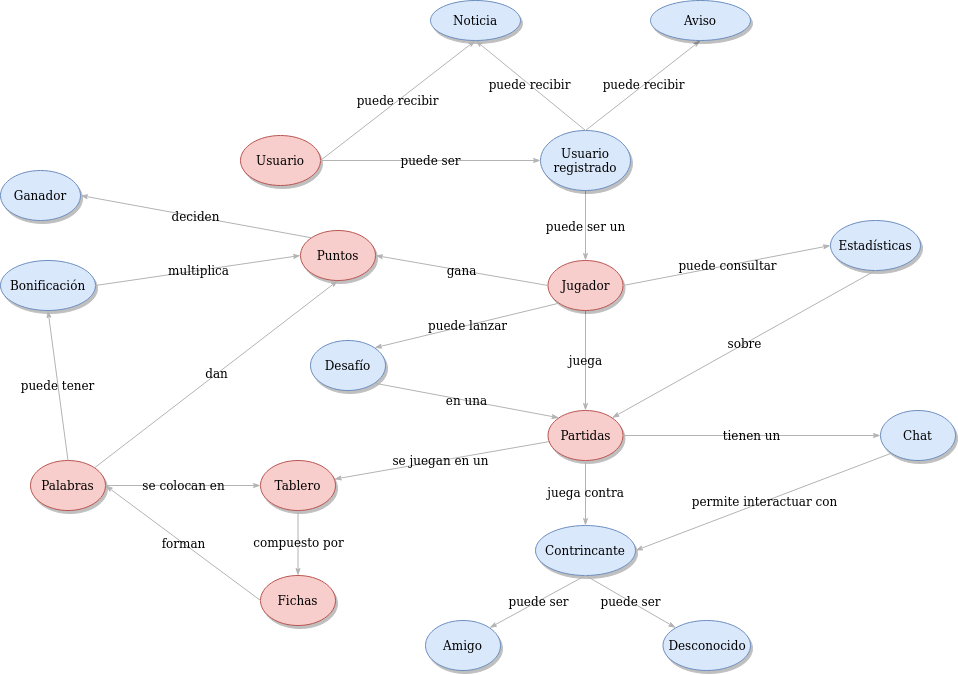 Noticia
Aviso
puede recibir
puede recibir
puede recibir
Usuario
puede ser
Usuario
registrado
Ganador
deciden
puede ser un
Estadísticas
Puntos
puede consultar
multiplica
gana
Bonificación
Jugador
puede lanzar
sobre
juega
Desafío
dan
puede tener
en una
Partidas
tienen un
Chat
se juegan en un
Palabras
se colocan en
Tablero
juega contra
permite interactuar con
forman
compuesto por
Contrincante
Fichas
puede ser
puede ser
Amigo
Desconocido